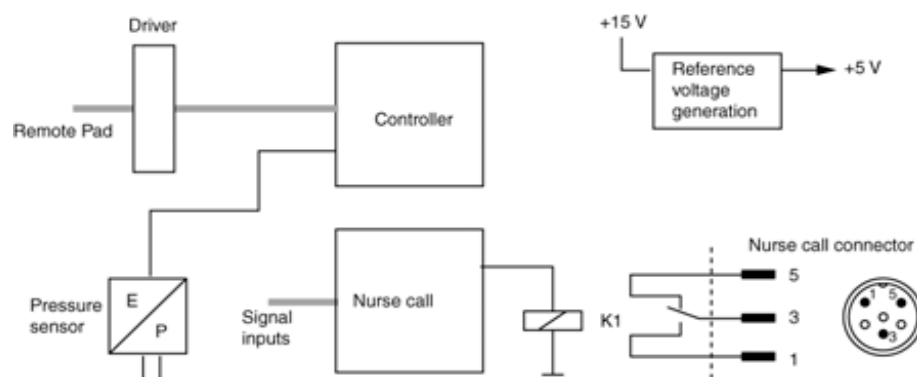 Driver
Remote Pad
Controller
+15 V
Reference
voltage
generation
+5 V
Pressure
sensor
E
P
Signal
inputs
Nurse call
K1
Nurse call connector
5
3
1
1
5
3